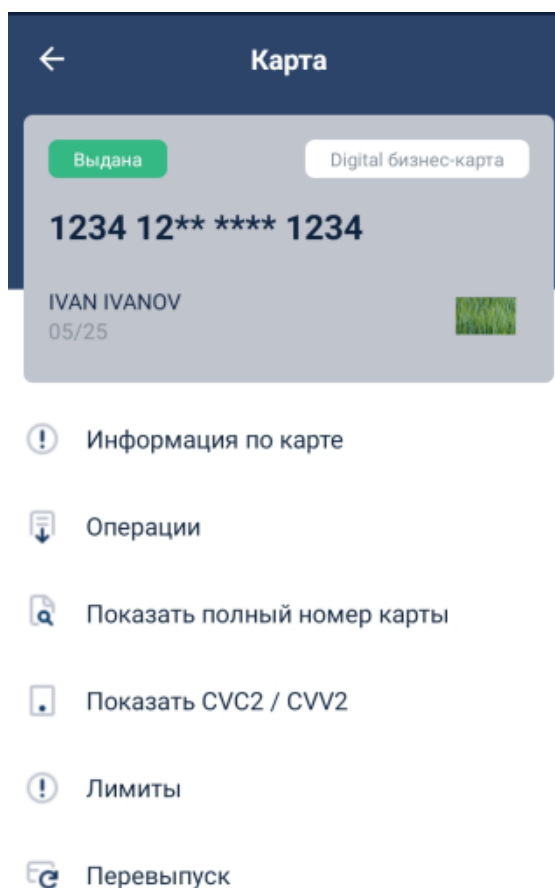 Карта
Выдана
Digital бизнес-карта
1234 12** **** 1234
IVAN IVANOV
05/25
Информация по карте
Операции
Показать полный номер карты
Показать CVC2 / CVV2
Лимиты
Перевыпуск